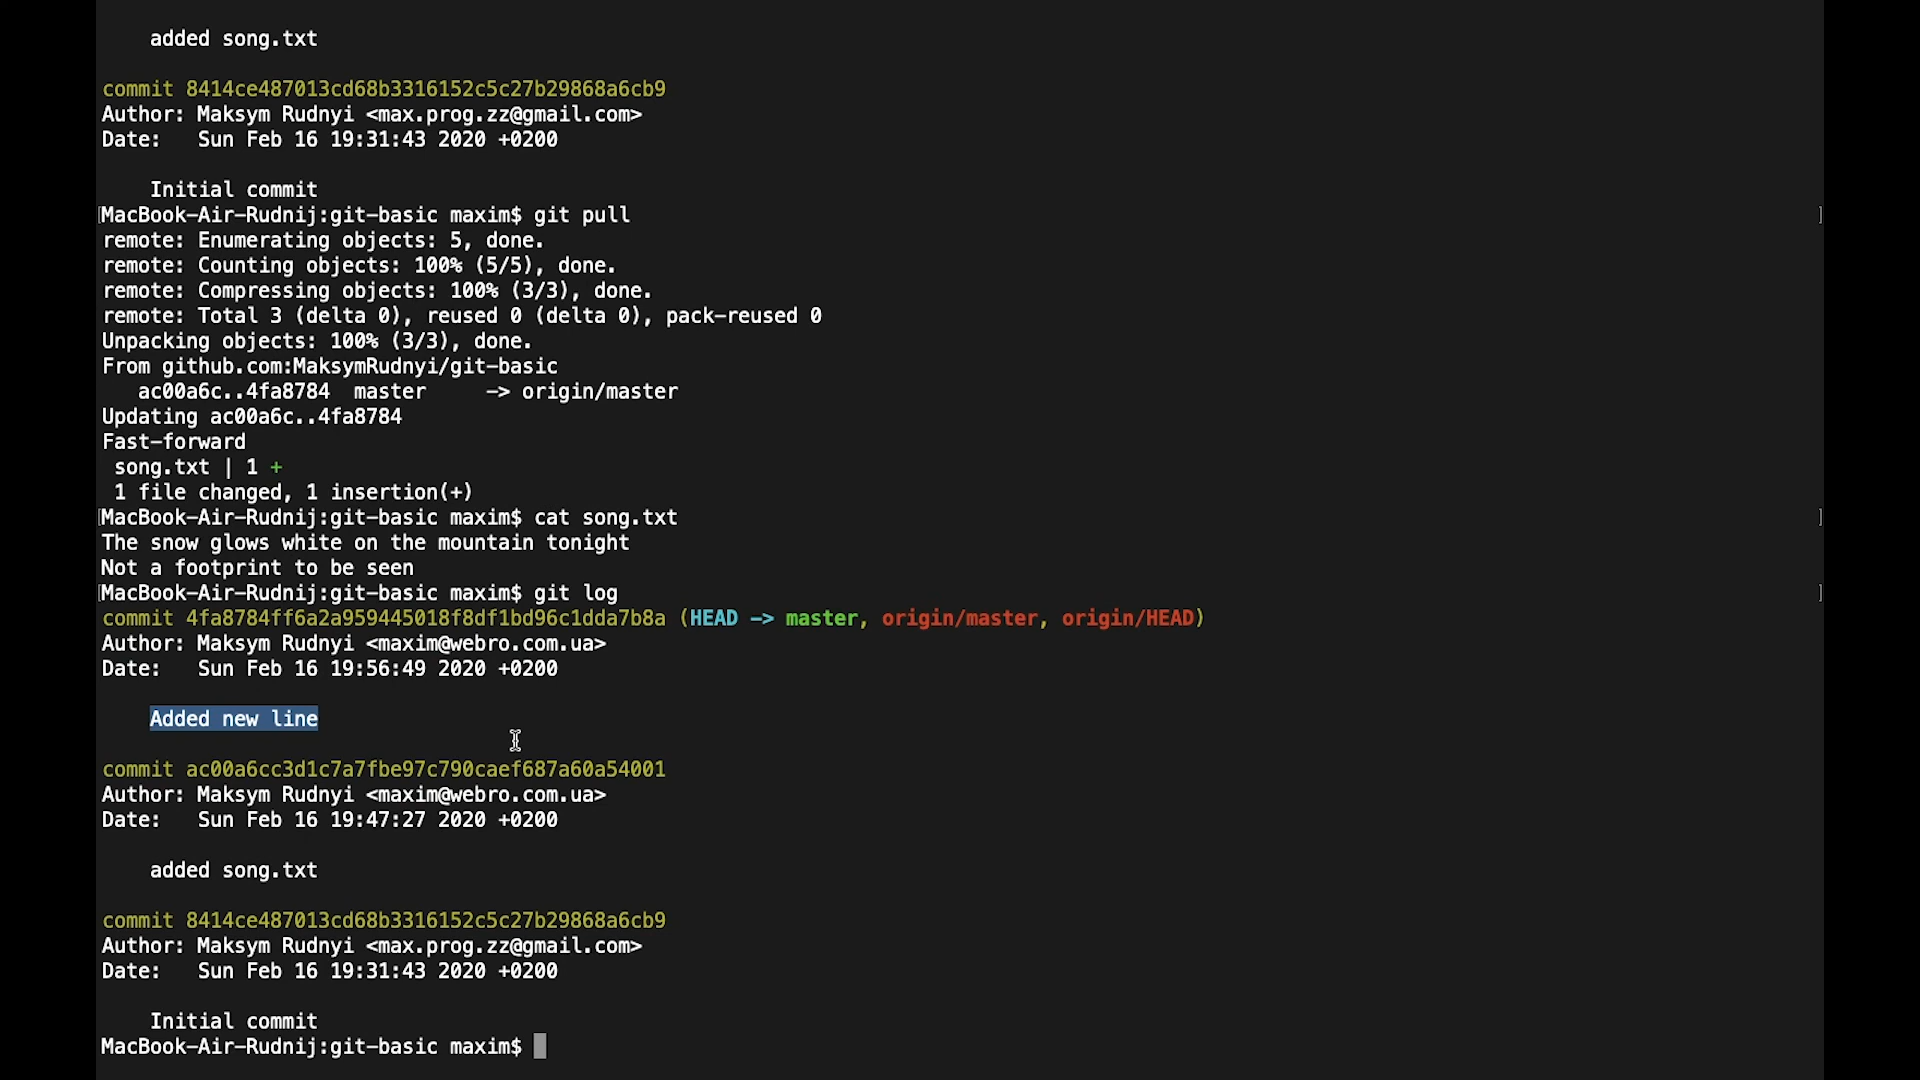 added song.txt
commit 8414ce487013cd68b3316152c5c27b29868a6cb9
Author: Maksym Rudnyi <max.prog.zz@gmail.com>
Date:   Sun Feb 16 19:31:43 2020 +0200
Initial commit
[MacBook-Air-Rudnij:git-basic maxim$ git pull ]
remote: Enumerating objects: 5, done.
remote: Counting objects: 100% (5/5), done.
remote: Compressing objects: 100% (3/3), done.
remote: Total 3 (delta 0), reused 0 (delta 0), pack-reused 0
Unpacking objects: 100% (3/3), done.
From github.com:MaksymRudnyi/git-basic
ac00a6c..4fa8784  master     -> origin/master
Updating ac00a6c..4fa8784
Fast-forward
song.txt | 1 +
1 file changed, 1 insertion(+)
[MacBook-Air-Rudnij:git-basic maxim$ cat song.txt ]
The snow glows white on the mountain tonight
Not a footprint to be seen
[MacBook-Air-Rudnij:git-basic maxim$ git log ]
commit 4fa8784ff6a2a959445018f8df1bd96c1dda7b8a (HEAD -> master, origin/master, origin/HEAD)
Author: Maksym Rudnyi <maxim@webro.com.ua>
Date:   Sun Feb 16 19:56:49 2020 +0200
Added new line
commit ac00a6cc3d1c7a7fbe97c790caef687a60a54001
Author: Maksym Rudnyi <maxim@webro.com.ua>
Date:   Sun Feb 16 19:47:27 2020 +0200
added song.txt
commit 8414ce487013cd68b3316152c5c27b29868a6cb9
Author: Maksym Rudnyi <max.prog.zz@gmail.com>
Date:   Sun Feb 16 19:31:43 2020 +0200
Initial commit
MacBook-Air-Rudnij:git-basic maxim$